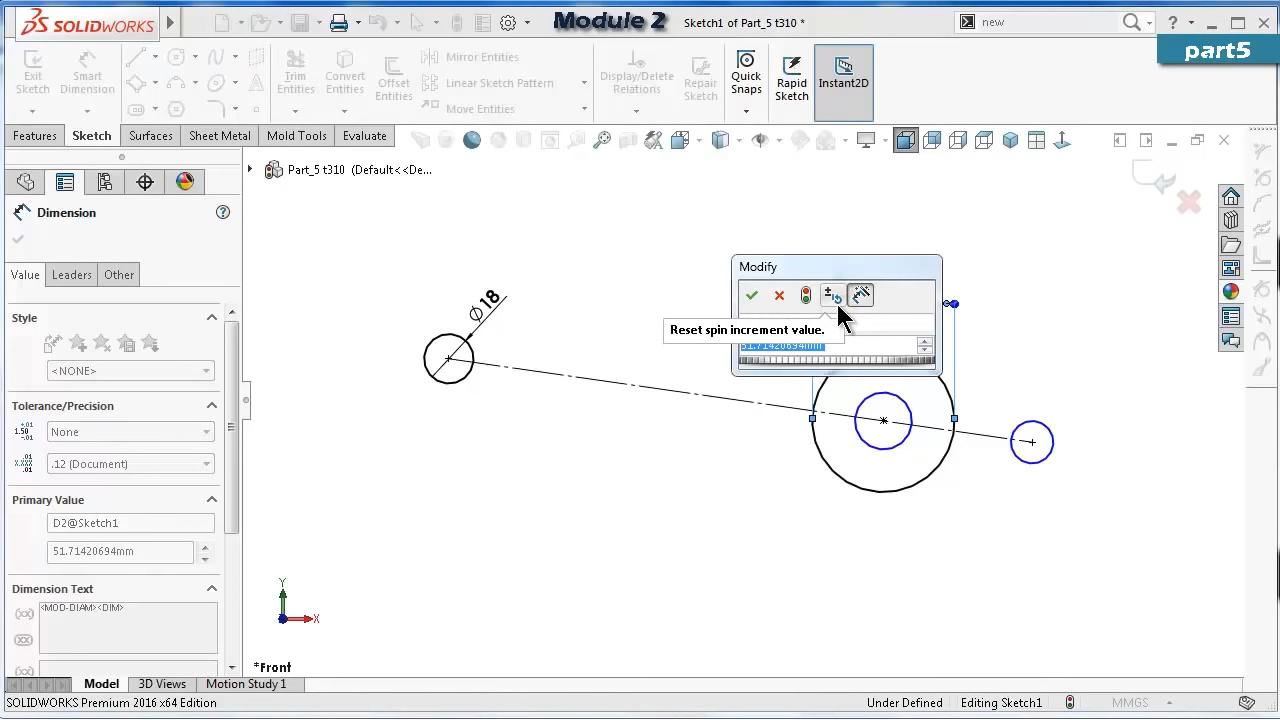 SOLIDWORKS
Module 2
Sketch1 of Part_5 t310 *
new
part5
Exit Sketch
Smart Dimension
Trim Entities
Convert Entities
Offset Entities
Mirror Entities
Linear Sketch Pattern
Move Entities
Display/Delete Relations
Repair Sketch
Quick Snaps
Rapid Sketch
Instant2D
Features
Sketch
Surfaces
Sheet Metal
Mold Tools
Evaluate
Part_5 t310 (Default<<De...
Dimension
Value
Leaders
Other
Style
<NONE>
Tolerance/Precision
None
.12 (Document)
Primary Value
D2@Sketch1
51.71420694mm
Dimension Text
<MOD-DIAM><DIM>
Ø18
Modify
Reset spin increment value.
51.71420694mm
Y
X
*Front
Model
3D Views
Motion Study 1
SOLIDWORKS Premium 2016 x64 Edition
Under Defined
Editing Sketch1
MMGS